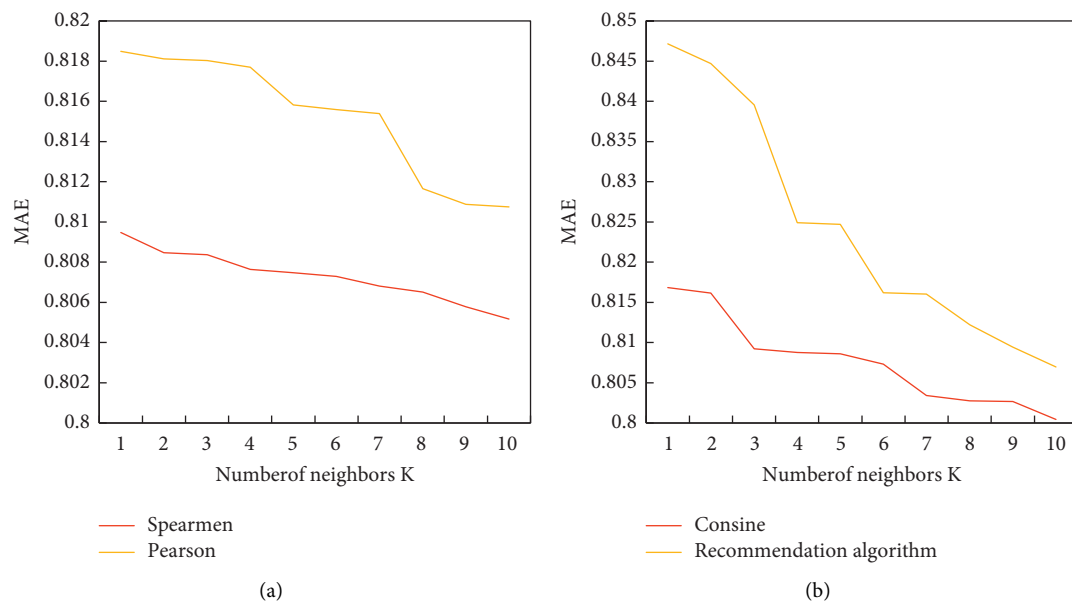 0.82
0.818
0.816
0.814
0.812
0.81
0.808
0.806
0.804
0.802
0.8
MAE
1 2 3 4 5 6 7 8 9 10
Numberof neighbors K
Spearmen
Pearson
(a)
0.85
0.845
0.84
0.835
0.83
0.825
0.82
0.815
0.81
0.805
0.8
MAE
1 2 3 4 5 6 7 8 9 10
Numberof neighbors K
Consine
Recommendation algorithm
(b)